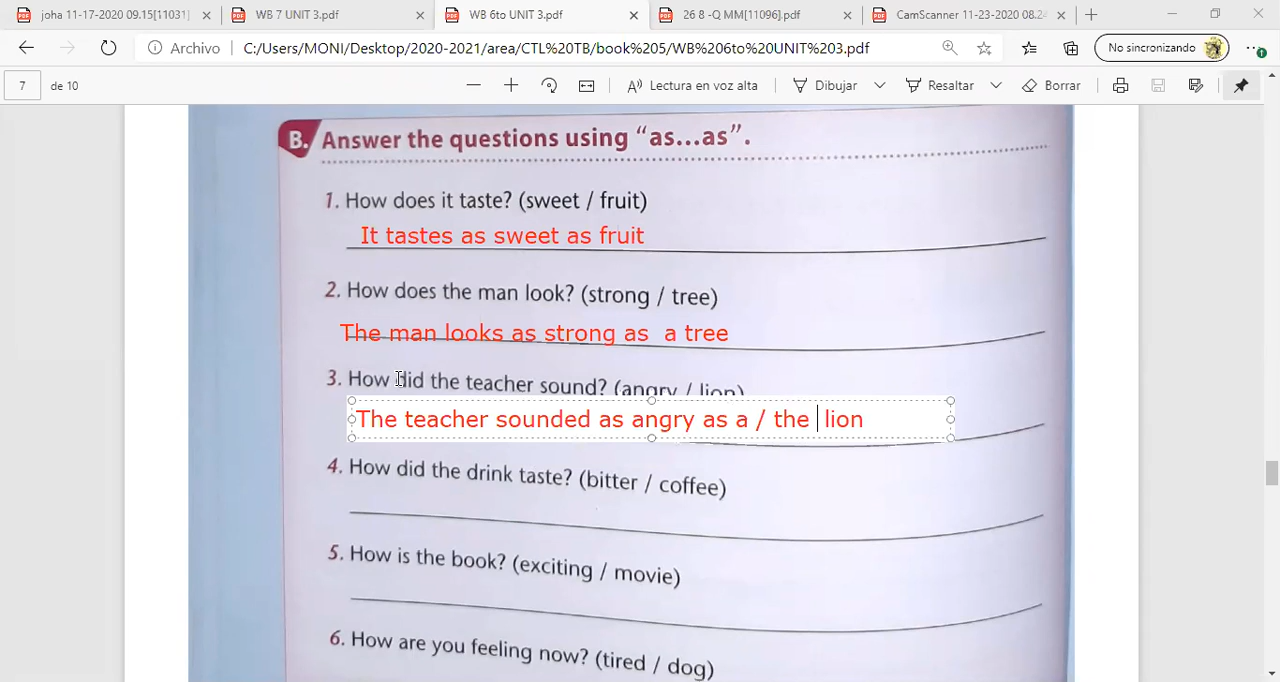 joha 11-17-2020 09.15[11031]
WB 7 UNIT 3.pdf
WB 6to UNIT 3.pdf
26 8 -Q MM[11096].pdf
CamScanner 11-23-2020 08.24
Archivo
C:/Users/MONI/Desktop/2020-2021/area/CTL%20TB/book%205/WB%206to%20UNIT%203.pdf
No sincronizando
7
de 10
Lectura en voz alta
Dibujar
Resaltar
Borrar
B. Answer the questions using “as...as”.
1. How does it taste? (sweet / fruit)
It tastes as sweet as fruit
2. How does the man look? (strong / tree)
The man looks as strong as  a tree
3. How did the teacher sound? (angry / lion)
The teacher sounded as angry as a / the lion
4. How did the drink taste? (bitter / coffee)
5. How is the book? (exciting / movie)
6. How are you feeling now? (tired / dog)